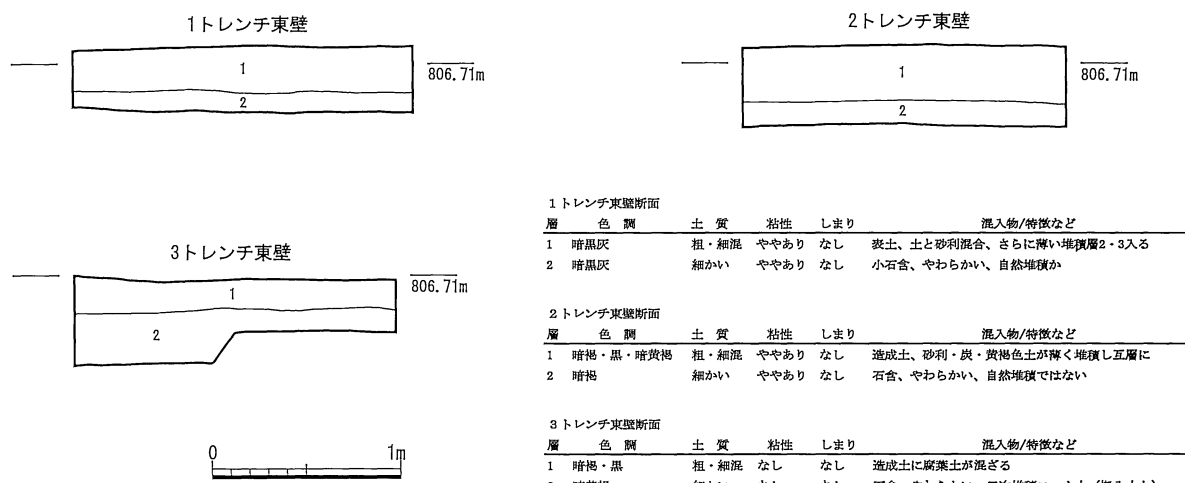 1トレンチ東壁
1
2
806.71m
2トレンチ東壁
1
2
806.71m
3トレンチ東壁
1
2
806.71m
0 1m
1トレンチ東壁断面
層 色調 土質 粘性 しまり 混入物/特徴など
1 暗黒灰 粗・細混 ややあり なし 表土、土と砂利混合、さらに薄い堆積層2・3入る
2 暗黒灰 細かい ややあり なし 小石含、やわらかい、自然堆積か
2トレンチ東壁断面
層 色調 土質 粘性 しまり 混入物/特徴など
1 暗褐・黒・暗黄褐 粗・細混 ややあり なし 造成土、砂利・炭・黄褐色土が薄く堆積し互層に
2 暗褐 細かい ややあり なし 石含、やわらかい、自然堆積ではない
3トレンチ東壁断面
層 色調 土質 粘性 しまり 混入物/特徴など
1 暗褐・黒 粗・細混 なし なし 造成土に腐葉土が混ざる